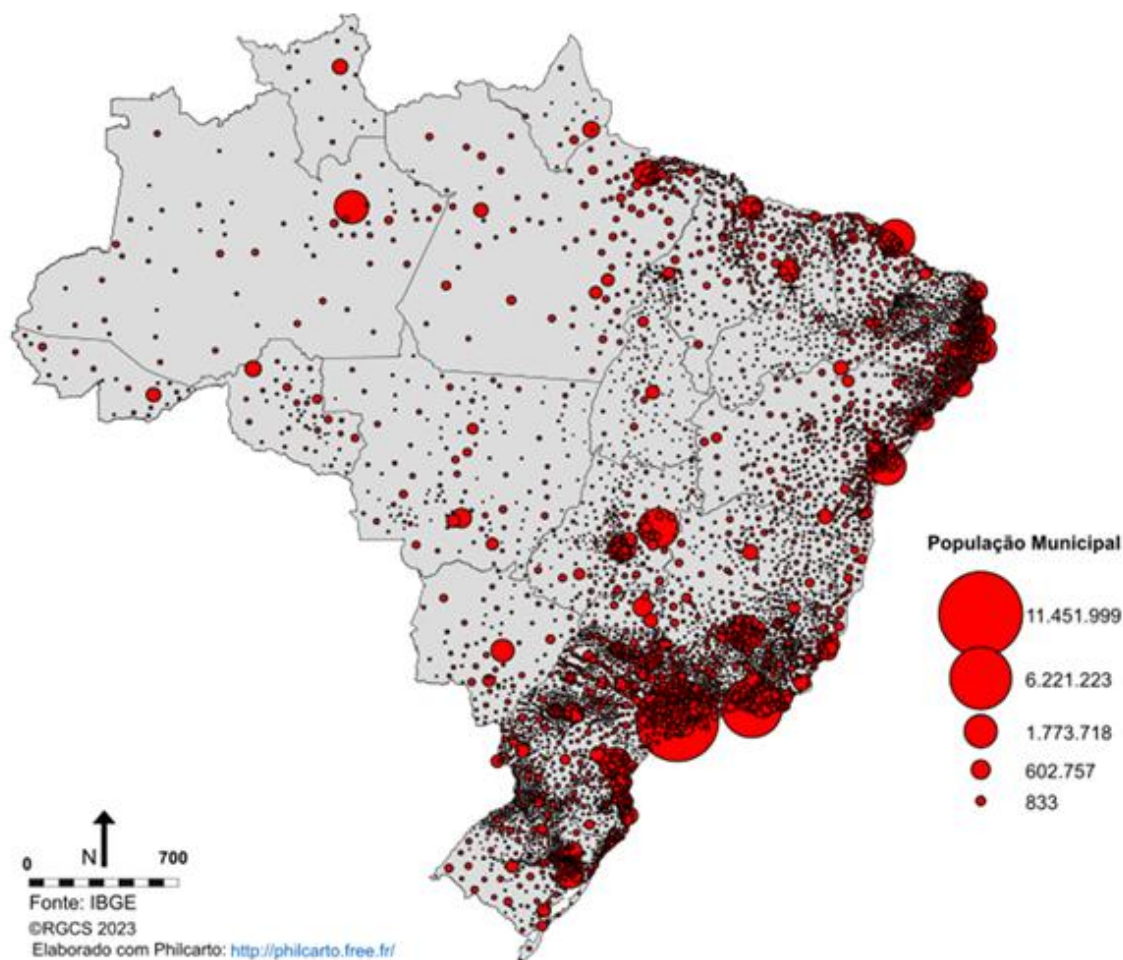 População Municipal
11.451.999
6.221.223
1.773.718
602.757
833
N
0 700
Fonte: IBGE
©RGCS 2023
Elaborado com Philcarto: http://philcarto.free.fr/